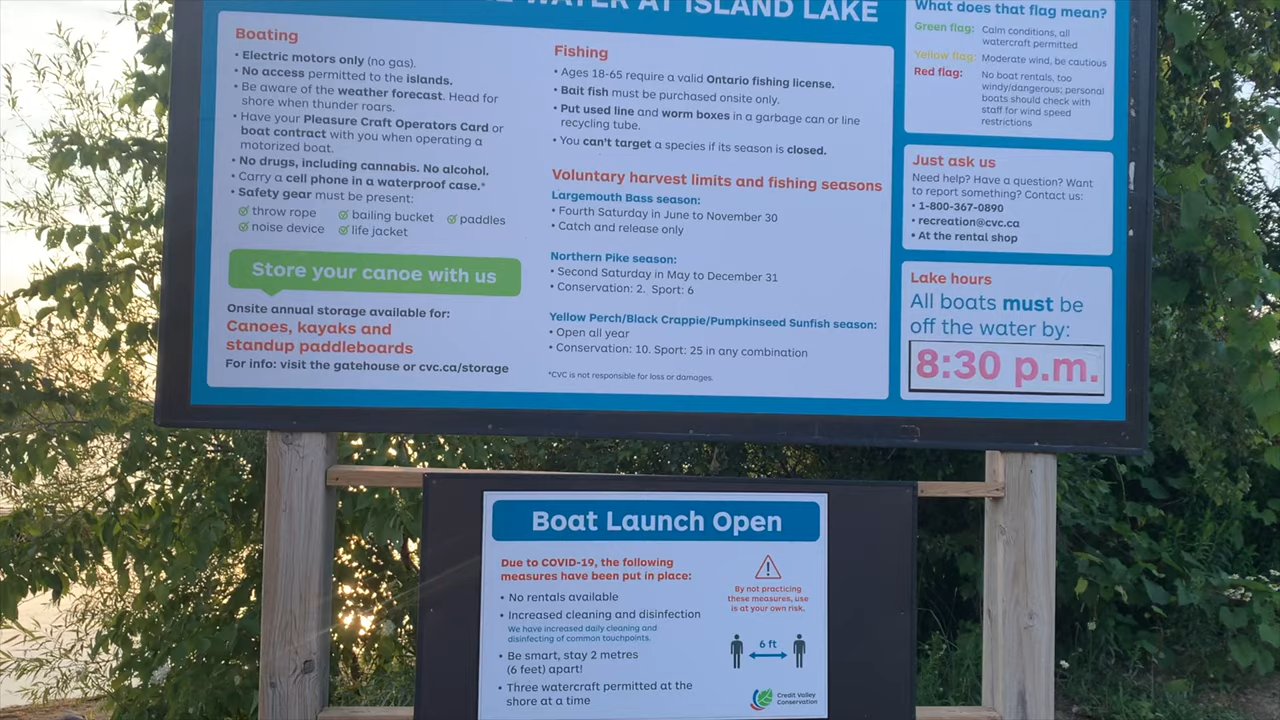 WATER AT ISLAND LAKE
Boating
• Electric motors only (no gas).
• No access permitted to the islands.
• Be aware of the weather forecast. Head for
shore when thunder roars.
• Have your Pleasure Craft Operators Card or
boat contract with you when operating a
motorized boat.
• No drugs, including cannabis. No alcohol.
• Carry a cell phone in a waterproof case.*
• Safety gear must be present:
throw rope bailing bucket paddles
noise device life jacket
Store your canoe with us
Onsite annual storage available for:
Canoes, kayaks and
standup paddleboards
For info: visit the gatehouse or cvc.ca/storage
Fishing
• Ages 18-65 require a valid Ontario fishing license.
• Bait fish must be purchased onsite only.
• Put used line and worm boxes in a garbage can or line
recycling tube.
• You can't target a species if its season is closed.
Voluntary harvest limits and fishing seasons
Largemouth Bass season:
• Fourth Saturday in June to November 30
• Catch and release only
Northern Pike season:
• Second Saturday in May to December 31
• Conservation: 2. Sport: 6
Yellow Perch/Black Crappie/Pumpkinseed Sunfish season:
• Open all year
• Conservation: 10. Sport: 25 in any combination
*CVC is not responsible for loss or damages.
What does that flag mean?
Green flag: Calm conditions, all
watercraft permitted
Yellow flag: Moderate wind, be cautious
Red flag: No boat rentals, too
windy/dangerous; personal
boats should check with
staff for wind speed
restrictions
Just ask us
Need help? Have a question? Want
to report something? Contact us:
• 1-800-367-0890
• recreation@cvc.ca
• At the rental shop
Lake hours
All boats must be
off the water by:
8:30 p.m.
Boat Launch Open
Due to COVID-19, the following
measures have been put in place:
• No rentals available
• Increased cleaning and disinfection
We have increased daily cleaning and
disinfecting of common touchpoints.
• Be smart, stay 2 metres
(6 feet) apart!
• Three watercraft permitted at the
shore at a time
By not practicing
these measures, use
is at your own risk.
6 ft
Credit Valley
Conservation